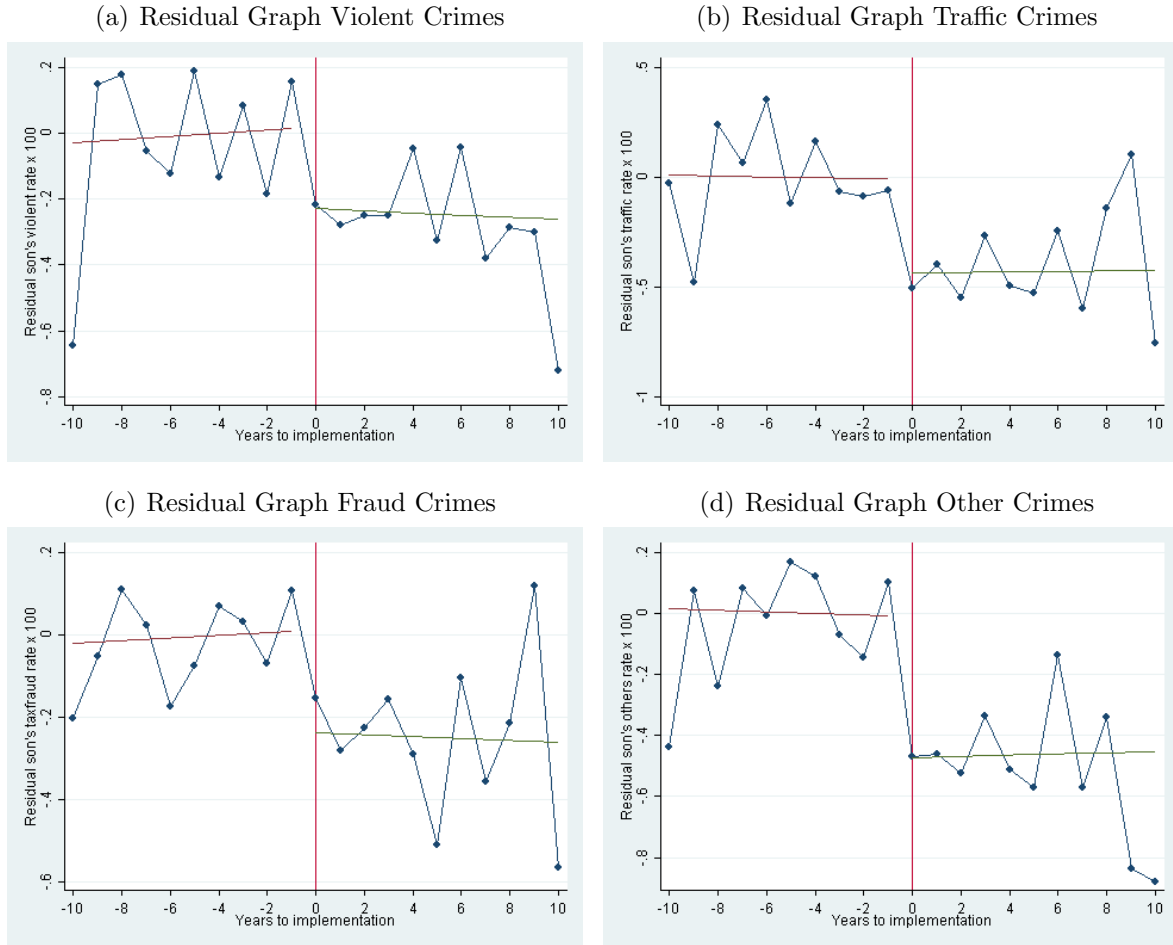 (a) Residual Graph Violent Crimes
Residual son's violent rate x 100
.2
0
-.2
-.4
-.6
-.8
-10 -8 -6 -4 -2 0 2 4 6 8 10
Years to implementation
(b) Residual Graph Traffic Crimes
Residual son's traffic rate x 100
.5
0
-.5
-1
-10 -8 -6 -4 -2 0 2 4 6 8 10
Years to implementation
(c) Residual Graph Fraud Crimes
Residual son's taxfraud rate x 100
.2
0
-.2
-.4
-.6
-10 -8 -6 -4 -2 0 2 4 6 8 10
Years to implementation
(d) Residual Graph Other Crimes
Residual son's others rate x 100
.2
0
-.2
-.4
-.6
-.8
-10 -8 -6 -4 -2 0 2 4 6 8 10
Years to implementation